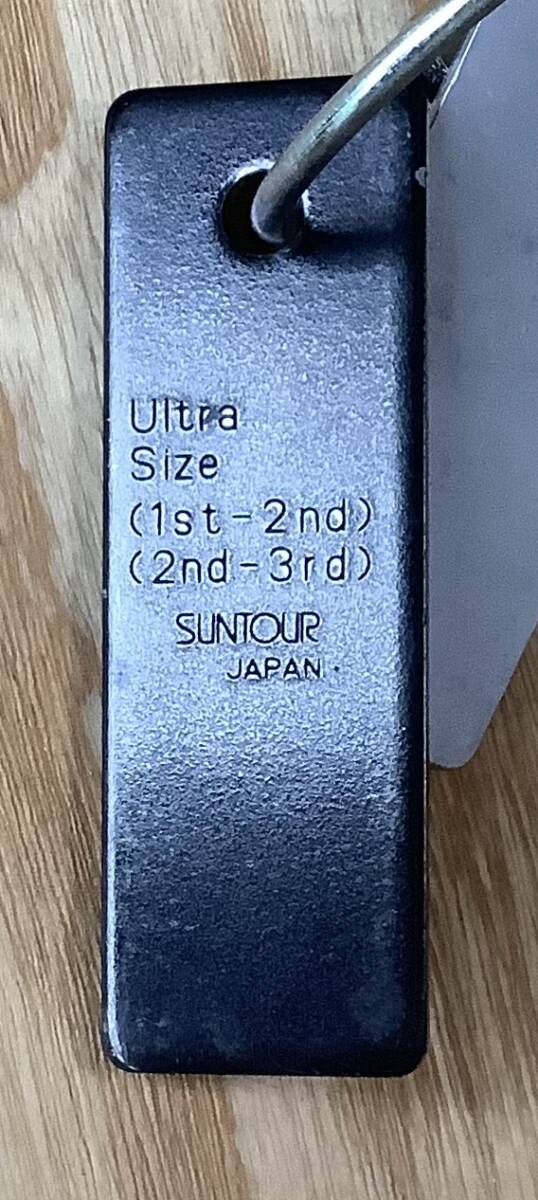 Ultra
Size
(1st-2nd)
(2nd-3rd)
SUNTOUR
JAPAN